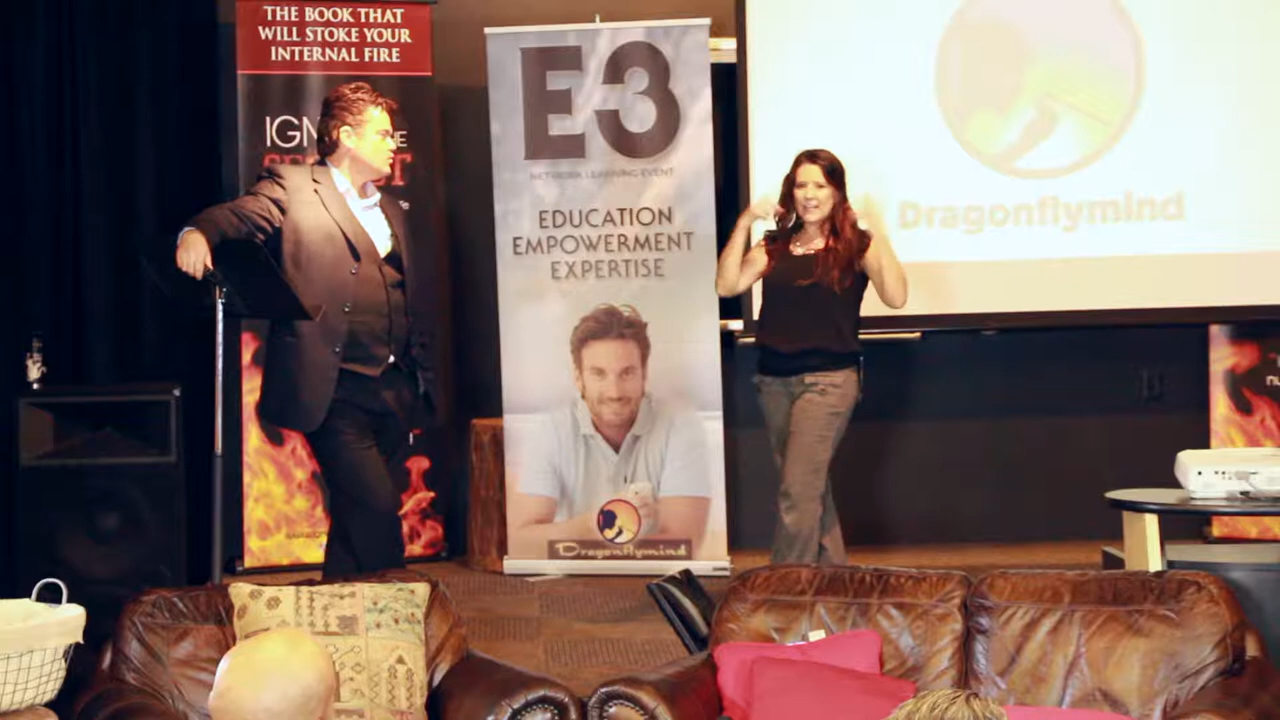 THE BOOK THAT
WILL STOKE YOUR
INTERNAL FIRE
E3
NETWORK LEARNING EVENT
EDUCATION
EMPOWERMENT
EXPERTISE
Dragonflymind
Dragonflymind